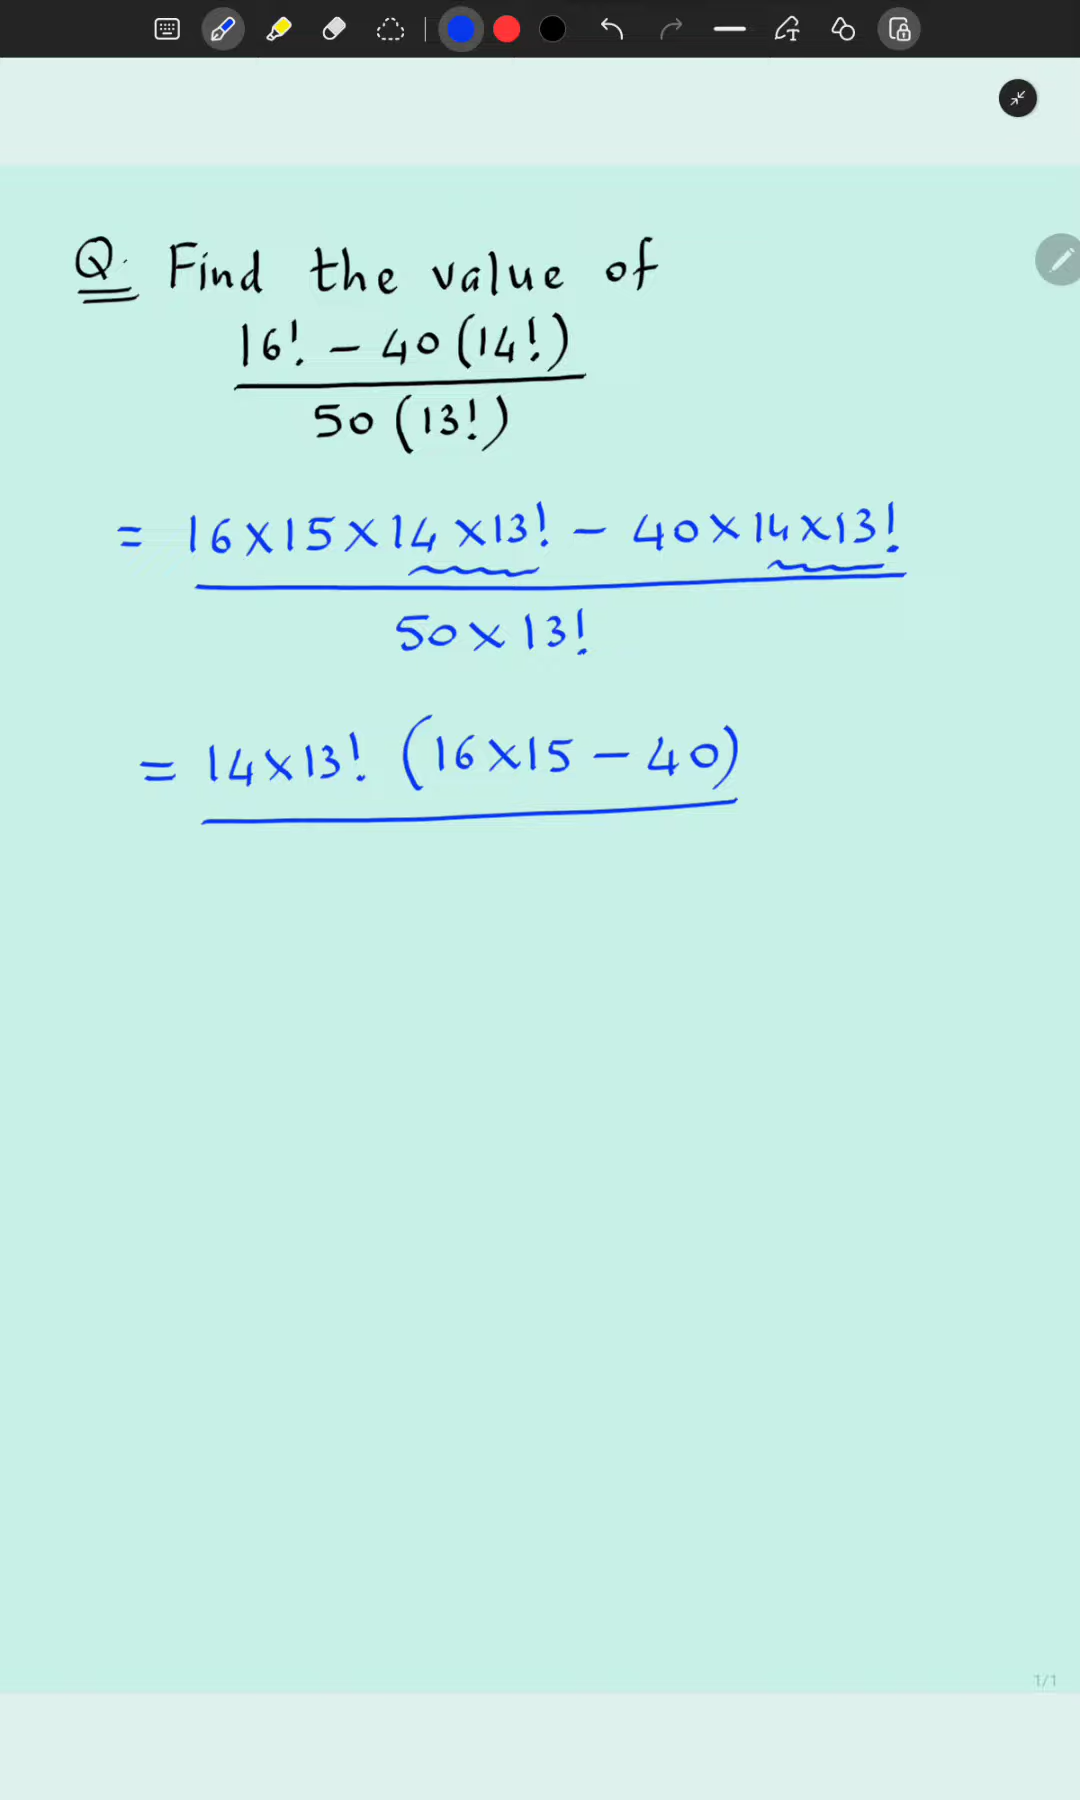 Q. Find the value of
16! - 40 (14!)
50 (13!)
= 16 × 15 × 14 × 13! - 40 × 14 × 13!
50 × 13!
= 14 × 13! (16 × 15 - 40)
1/1